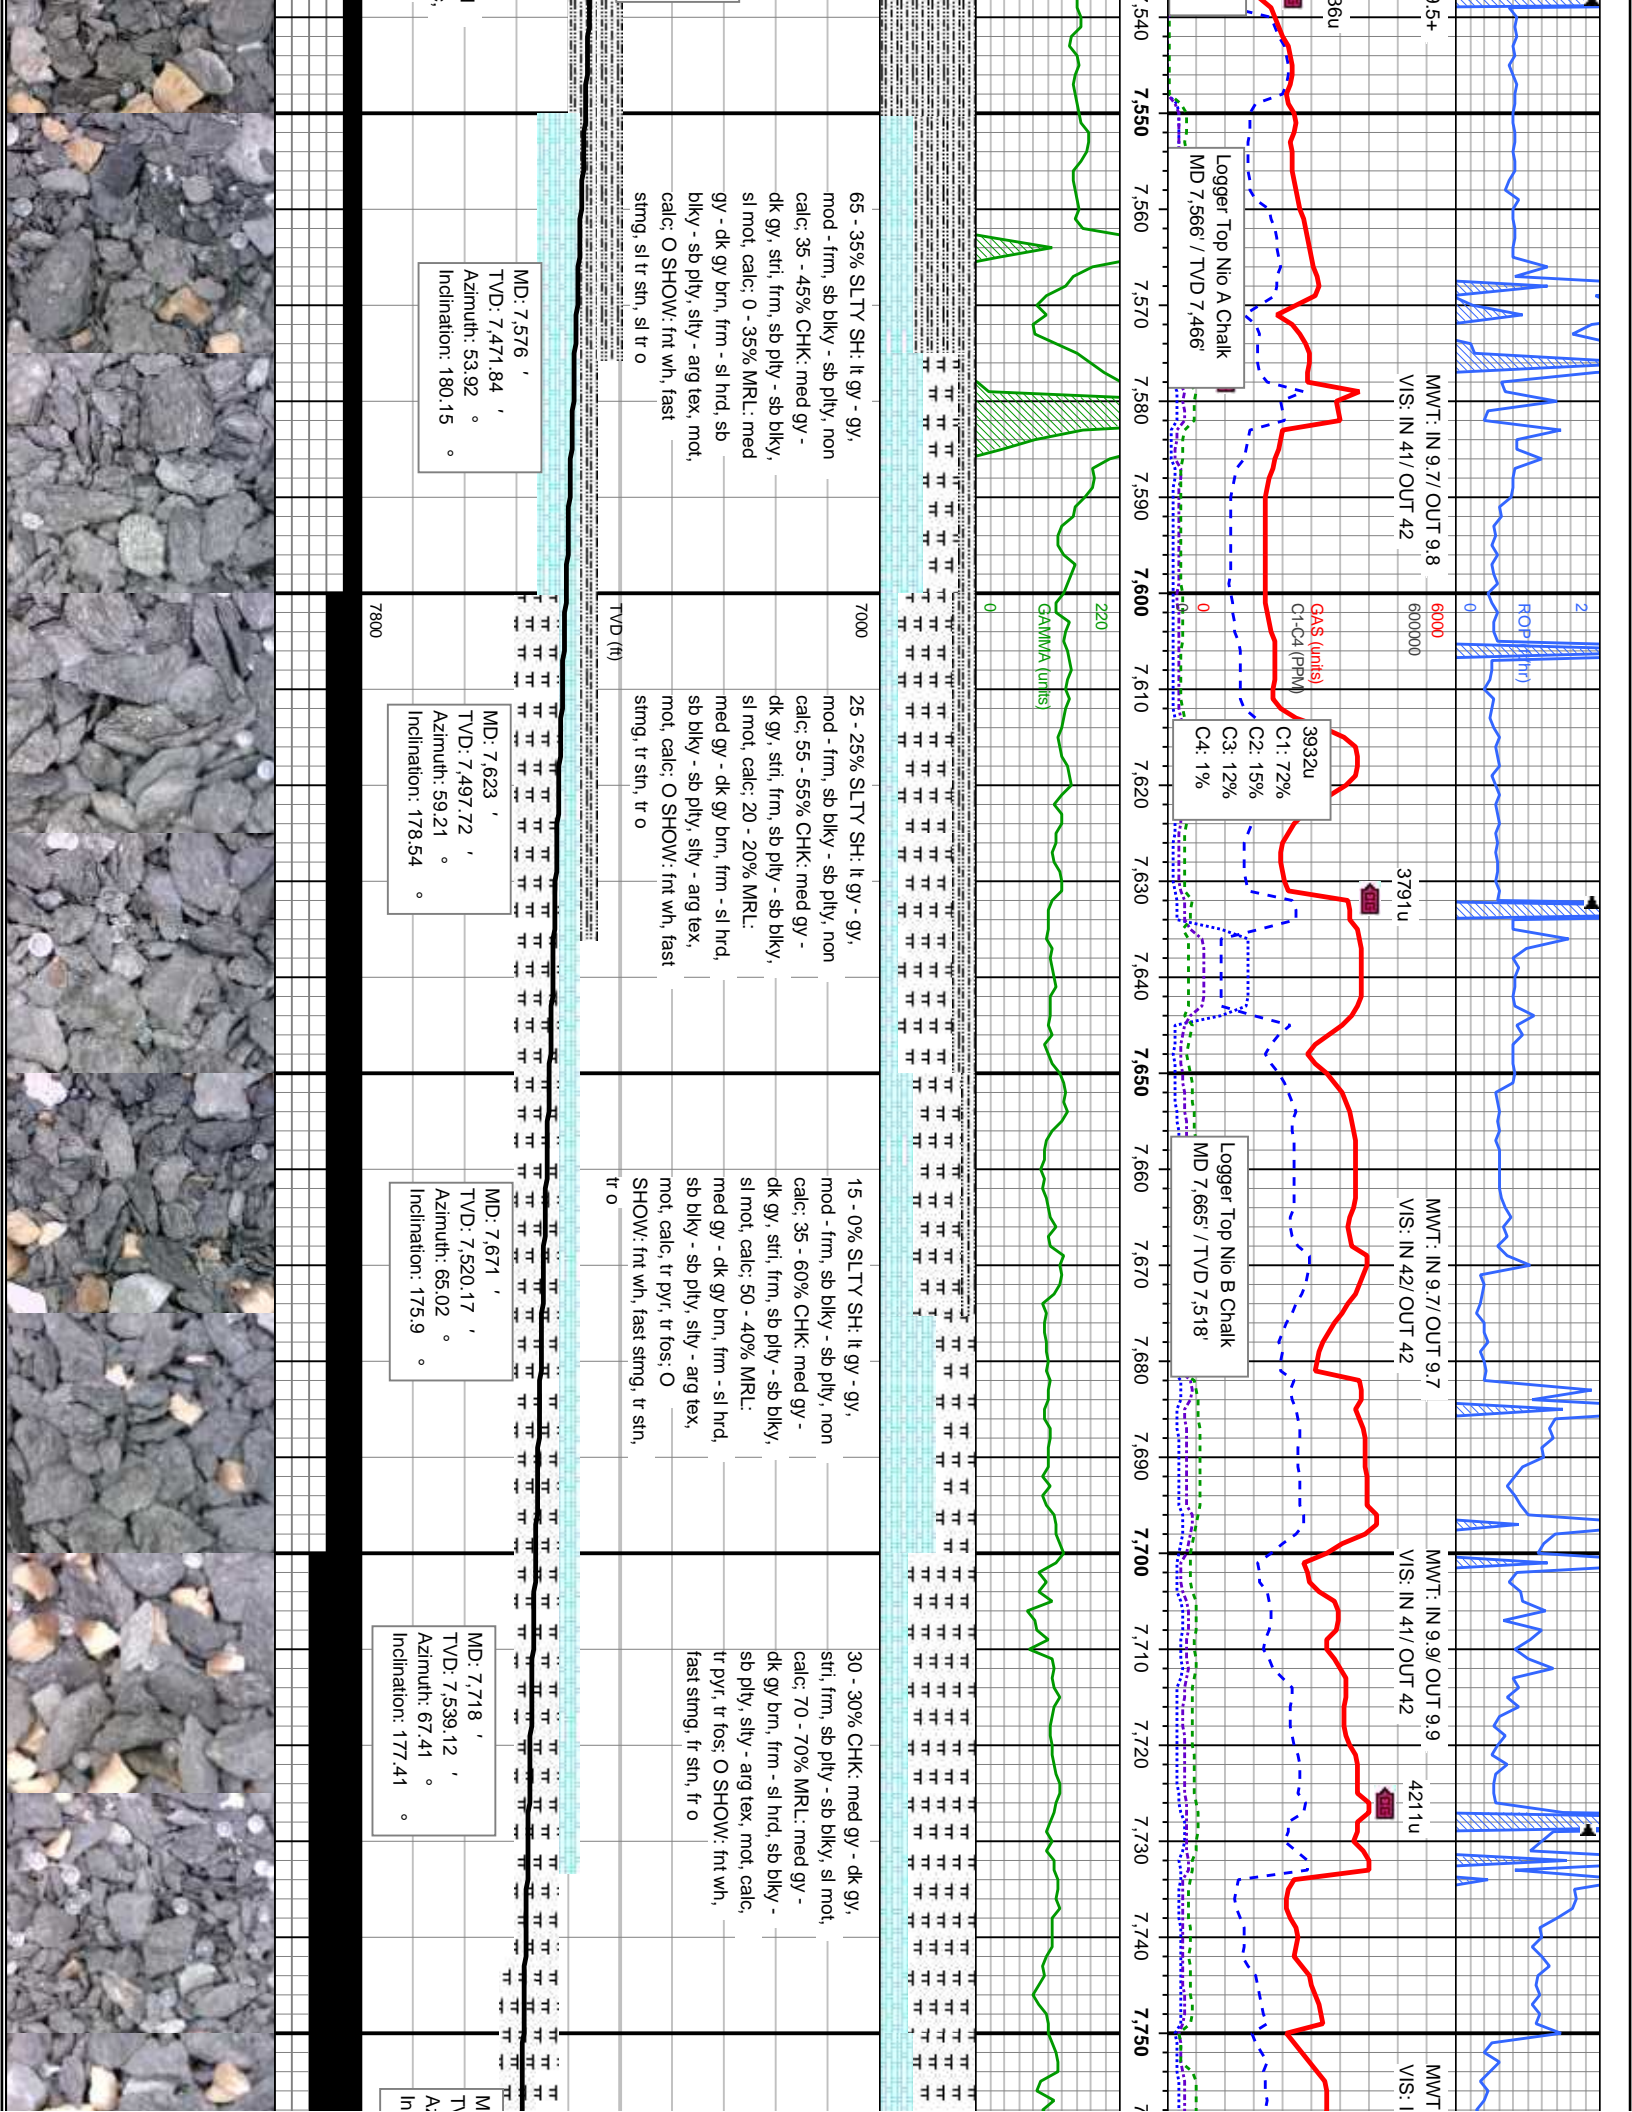 9.5+
36u
MWT: IN 9.7/ OUT 9.8
VIS: IN 41/ OUT 42
3791u
MWT: IN 9.7/ OUT 9.7
VIS: IN 42/ OUT 42
MWT: IN 9.9/ OUT 9.9
VIS: IN 41/ OUT 42
4211u
MWT
VIS: I
2
ROP
0
6000
600000
GAS (units)
C1-C4 (PPM)
0
0
Logger Top Nio A Chalk
MD 7,566' / TVD 7,466'
3932u
C1: 72%
C2: 15%
C3: 12%
C4: 1%
Logger Top Nio B Chalk
MD 7,665' / TVD 7,518'
7,540
7,550
7,560
7,570
7,580
7,590
7,600
7,610
7,620
7,630
7,640
7,650
7,660
7,670
7,680
7,690
7,700
7,710
7,720
7,730
7,740
7,750
220
GAMMA (units)
0
7000
TVD (ft)
7800
65 - 35% SLTY SH: lt gy - gy,
mod - frm, sb blky - sb plty, non
calc; 35 - 45% CHK: med gy -
dk gy, stri, frm, sb plty - sb blky,
sl mot, calc; 0 - 35% MRL: med
gy - dk gy brn, frm - sl hrd, sb
blky - sb plty, slty - arg tex, mot,
calc; O SHOW: fnt wh, fast
stmg, sl tr stn, sl tr o
25 - 25% SLTY SH: lt gy - gy,
mod - frm, sb blky - sb plty, non
calc; 55 - 55% CHK: med gy -
dk gy, stri, frm, sb plty - sb blky,
sl mot, calc; 20 - 20% MRL:
med gy - dk gy brn, frm - sl hrd,
sb blky - sb plty, slty - arg tex,
mot, calc; O SHOW: fnt wh, fast
stmg, tr stn, tr o
15 - 0% SLTY SH: lt gy - gy,
mod - frm, sb blky - sb plty, non
calc; 35 - 60% CHK: med gy -
dk gy, stri, frm, sb plty - sb blky,
sl mot, calc; 50 - 40% MRL:
med gy - dk gy brn, frm - sl hrd,
sb blky - sb plty, slty - arg tex,
mot, calc, tr pyr, tr fos; O
SHOW: fnt wh, fast stmg, tr stn,
tr o
30 - 30% CHK: med gy - dk gy,
stri, frm, sb plty - sb blky, sl mot,
calc; 70 - 70% MRL: med gy -
dk gy brn, frm - sl hrd, sb blky -
sb plty, slty - arg tex, mot, calc,
tr pyr, tr fos; O SHOW: fnt wh,
fast stmg, fr stn, fr o
MD: 7,576 '
TVD: 7,471.84 '
Azimuth: 53.92 °
Inclination: 180.15 °
MD: 7,623 '
TVD: 7,497.72 '
Azimuth: 59.21 °
Inclination: 178.54 °
MD: 7,671 '
TVD: 7,520.17 '
Azimuth: 65.02 °
Inclination: 175.9 °
MD: 7,718 '
TVD: 7,539.12 '
Azimuth: 67.41 °
Inclination: 177.41 °
M
TV
Az
In